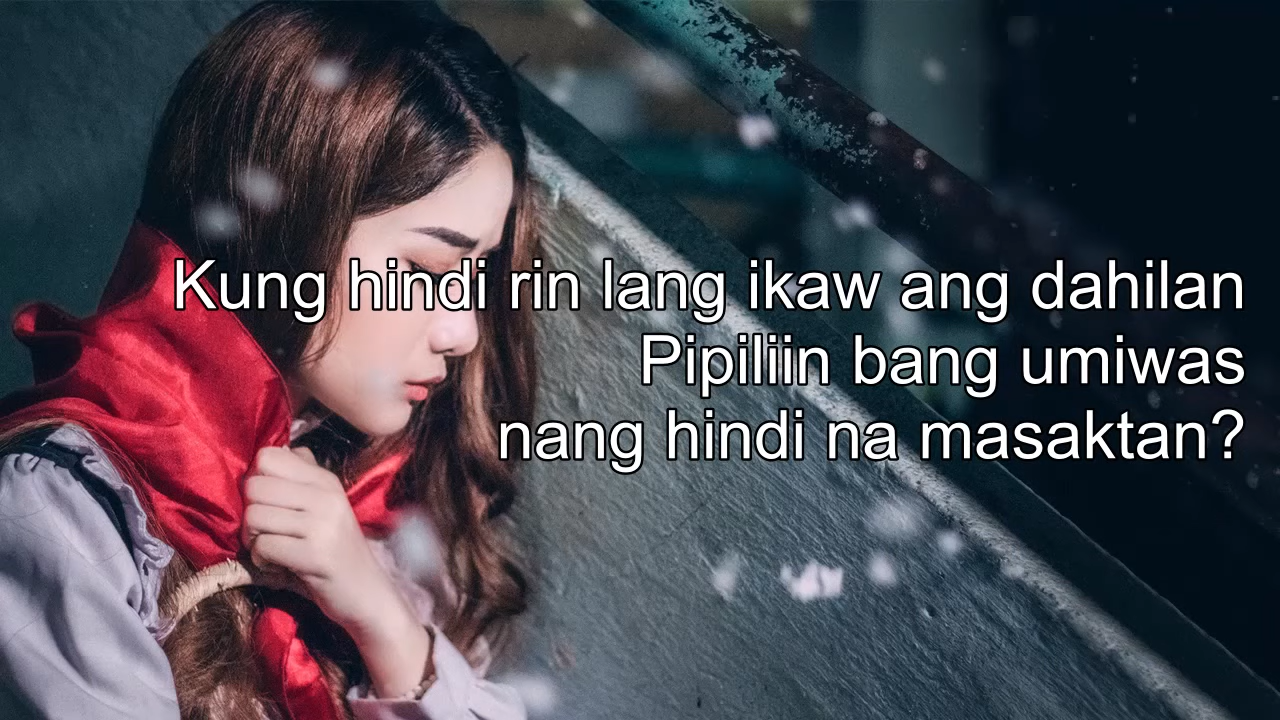 Kung hindi rin lang ikaw ang dahilan
Pipiliin bang umiwas
nang hindi na masaktan?